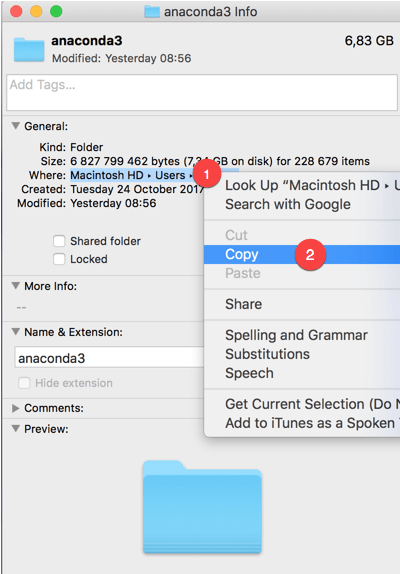 anaconda3 Info
anaconda3 6,83 GB
Modified: Yesterday 08:56
Add Tags...
General:
Kind: Folder
Size: 6 827 799 462 bytes (7, GB on disk) for 228 679 items
Where: Macintosh HD ▸ Users ▸
1
Created: Tuesday 24 October 2017
Modified: Yesterday 08:56
Shared folder
Locked
More Info:
--
Name & Extension:
anaconda3
Hide extension
Comments:
Preview:
Look Up “Macintosh HD ▸ U
Search with Google
Cut
Copy 2
Paste
Share
Spelling and Grammar
Substitutions
Speech
Get Current Selection (Do N
Add to iTunes as a Spoken